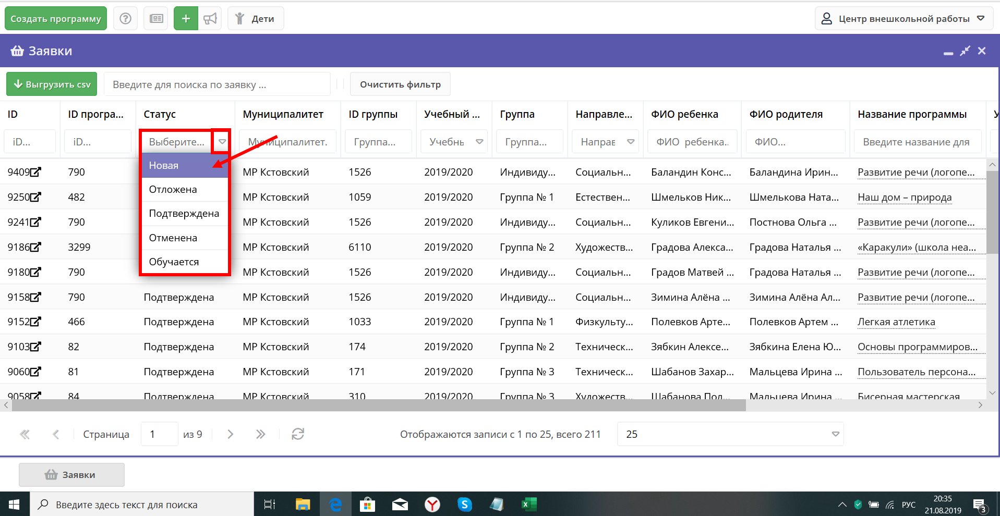 Создать программу
Дети
Центр внешкольной работы
Заявки
Выгрузить csv
Введите для поиска по заявку ...
Очистить фильтр
ID ID програ... Статус Муниципалитет ID группы Учебный ... Группа Направле... ФИО ребенка ФИО родителя Название программы
iD... iD... Выберите... Муниципалитет. Группа... Учебнь Группа... Направ ФИО ребенка.. ФИО... Введите название для
Новая
Отложена
Подтверждена
Отменена
Обучается
9409 790 МР Кстовский 1526 2019/2020 Индивиду... Социальн... Баландин Конс... Баландина Ирин... Развитие речи (логопе...
9250 482 МР Кстовский 1059 2019/2020 Группа № 1 Естествен... Шмельков Ник... Шмелькова Ната... Наш дом – природа
9241 790 МР Кстовский 1526 2019/2020 Индивиду... Социальн... Куликов Евгени... Постнова Ольга ... Развитие речи (логопе...
9186 3299 МР Кстовский 6110 2019/2020 Группа № 2 Художеств... Градова Алекса... Градова Наталья ... «Каракули» (школа неа...
9180 790 МР Кстовский 1526 2019/2020 Индивиду... Социальн... Градов Матвей ... Градова Наталья ... Развитие речи (логопе...
9158 790 Подтверждена МР Кстовский 1526 2019/2020 Индивиду... Социальн... Зимина Алёна ... Зимина Алёна Ал... Развитие речи (логопе...
9152 466 Подтверждена МР Кстовский 1033 2019/2020 Группа № 1 Физкульту... Полевков Арте... Полевков Артем ... Легкая атлетика
9103 82 Подтверждена МР Кстовский 174 2019/2020 Группа № 2 Техническ... Зябкин Алексе... Зябкина Елена Ю... Основы программиров...
9060 81 Подтверждена МР Кстовский 171 2019/2020 Группа № 3 Техническ... Шабанов Захар... Мальцева Ирина ... Пользователь персона...
9058 84 Подтверждена МР Кстовский 310 2019/2020 Группа № 3 Художеств... Шабанова Пол... Мальцева Ирина ... Бисерная мастерская
Страница 1 из 9
Отображаются записи с 1 по 25, всего 211
25
Заявки
Введите здесь текст для поиска
РУС
20:35
21.08.2019
3